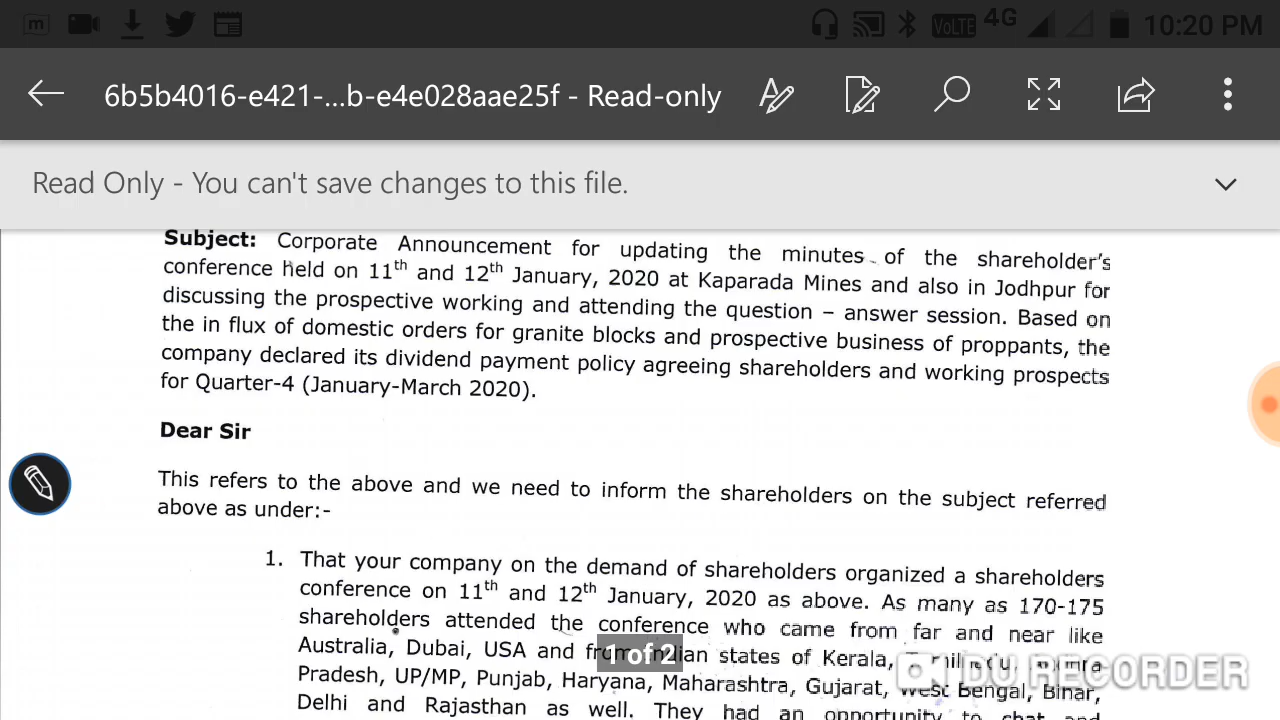 m
VoLTE 4G 10:20 PM
6b5b4016-e421-...b-e4e028aae25f - Read-only
Read Only - You can't save changes to this file.
Subject: Corporate Announcement for updating the minutes of the shareholder's
conference held on 11th and 12th January, 2020 at Kaparada Mines and also in Jodhpur for
discussing the prospective working and attending the question – answer session. Based on
the in flux of domestic orders for granite blocks and prospective business of proppants, the
company declared its dividend payment policy agreeing shareholders and working prospects
for Quarter-4 (January-March 2020).
Dear Sir
This refers to the above and we need to inform the shareholders on the subject referred
above as under:-
1. That your company on the demand of shareholders organized a shareholders
conference on 11th and 12th January, 2020 as above. As many as 170-175
shareholders attended the conference who came from far and near like
Australia, Dubai, USA and from Indian states of Kerala, Tamilnadu, Andhra
Pradesh, UP/MP, Punjab, Haryana, Maharashtra, Gujarat, West Bengal, Bihar,
Delhi and Rajasthan as well. They had an opportunity to chat and
1 of 2
DU RECORDER